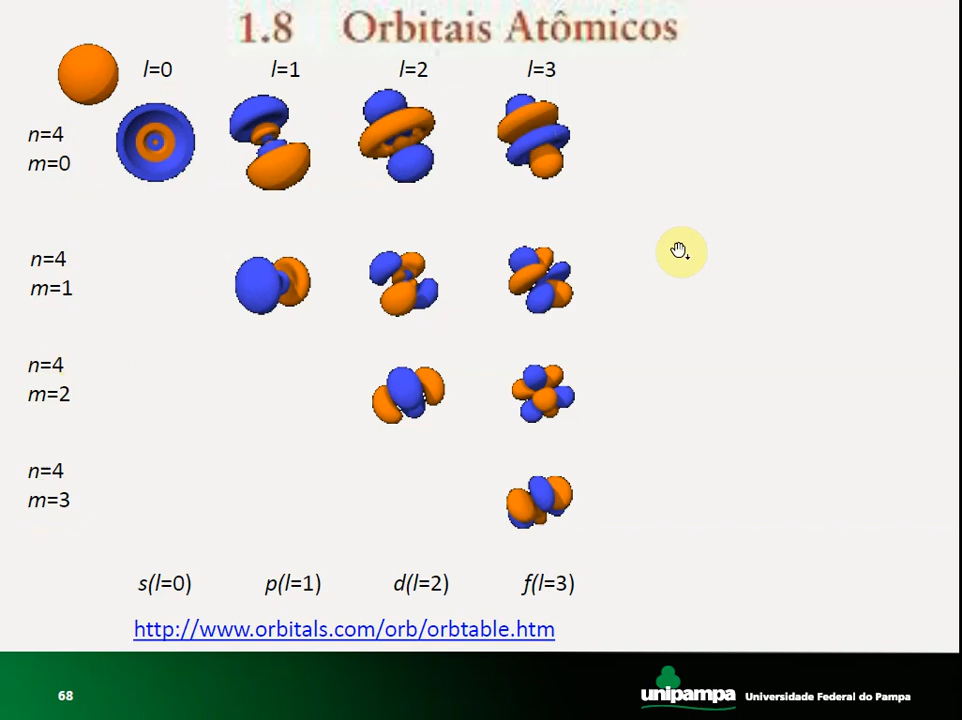 1.8 Orbitais Atômicos
l=0 l=1 l=2 l=3
n=4
m=0
n=4
m=1
n=4
m=2
n=4
m=3
s(l=0) p(l=1) d(l=2) f(l=3)
http://www.orbitals.com/orb/orbtable.htm
68 unipampa Universidade Federal do Pampa